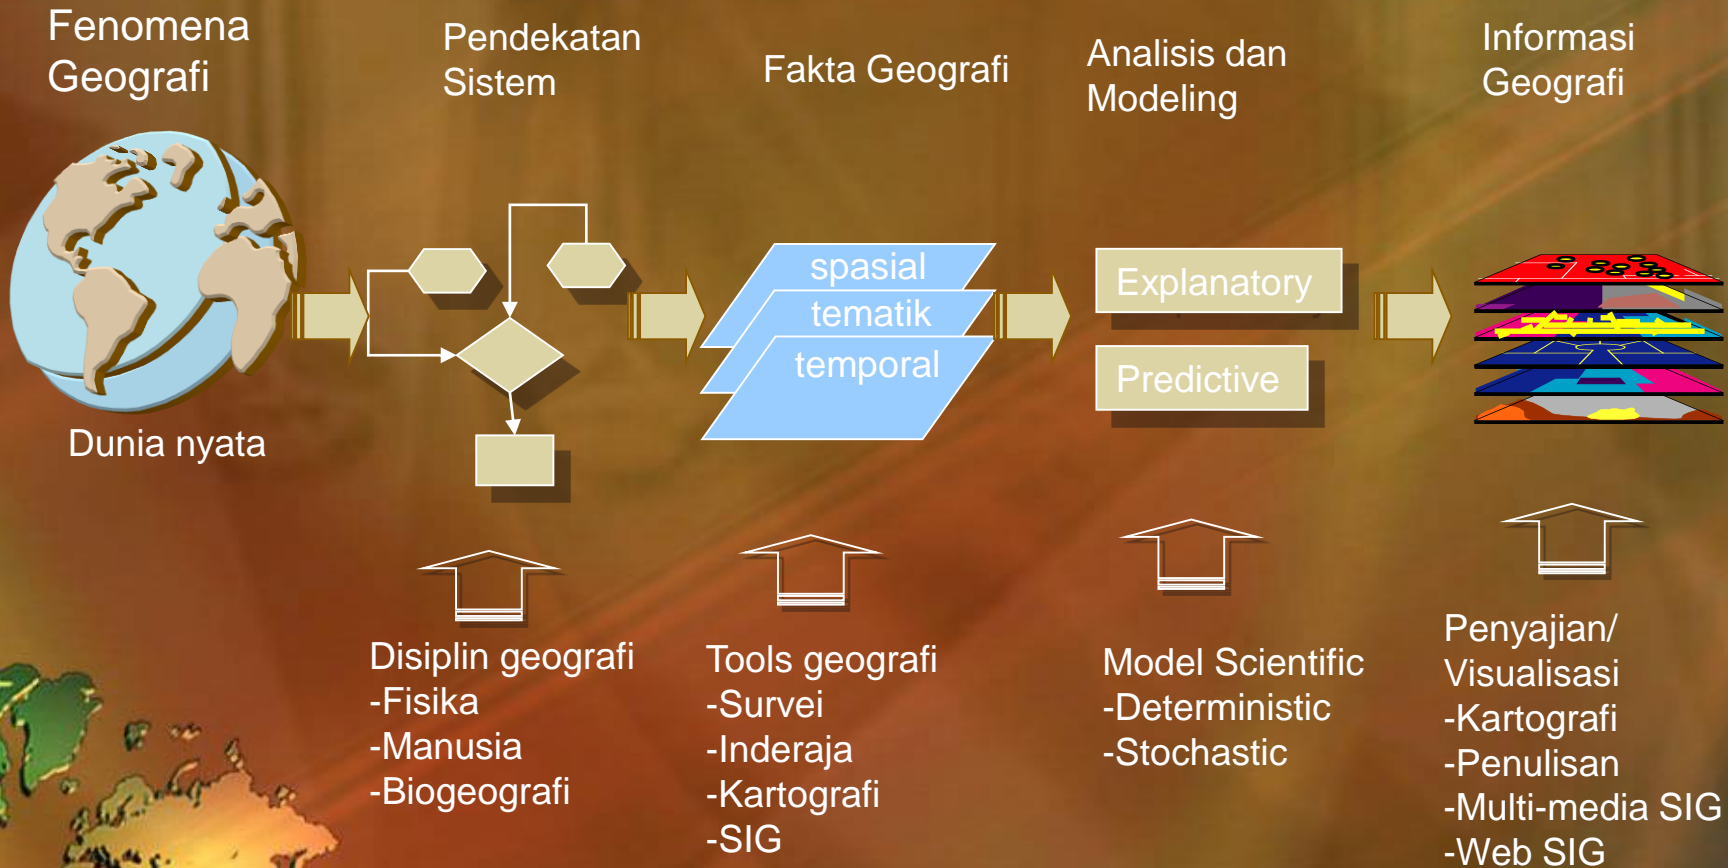 Fenomena
Geografi
Pendekatan
Sistem
Fakta Geografi
Analisis dan
Modeling
Informasi
Geografi
Dunia nyata
spasial
tematik
temporal
Explanatory
Predictive
Disiplin geografi
-Fisika
-Manusia
-Biogeografi
Tools geografi
-Survei
-Inderaja
-Kartografi
-SIG
Model Scientific
-Deterministic
-Stochastic
Penyajian/
Visualisasi
-Kartografi
-Penulisan
-Multi-media SIG
-Web SIG